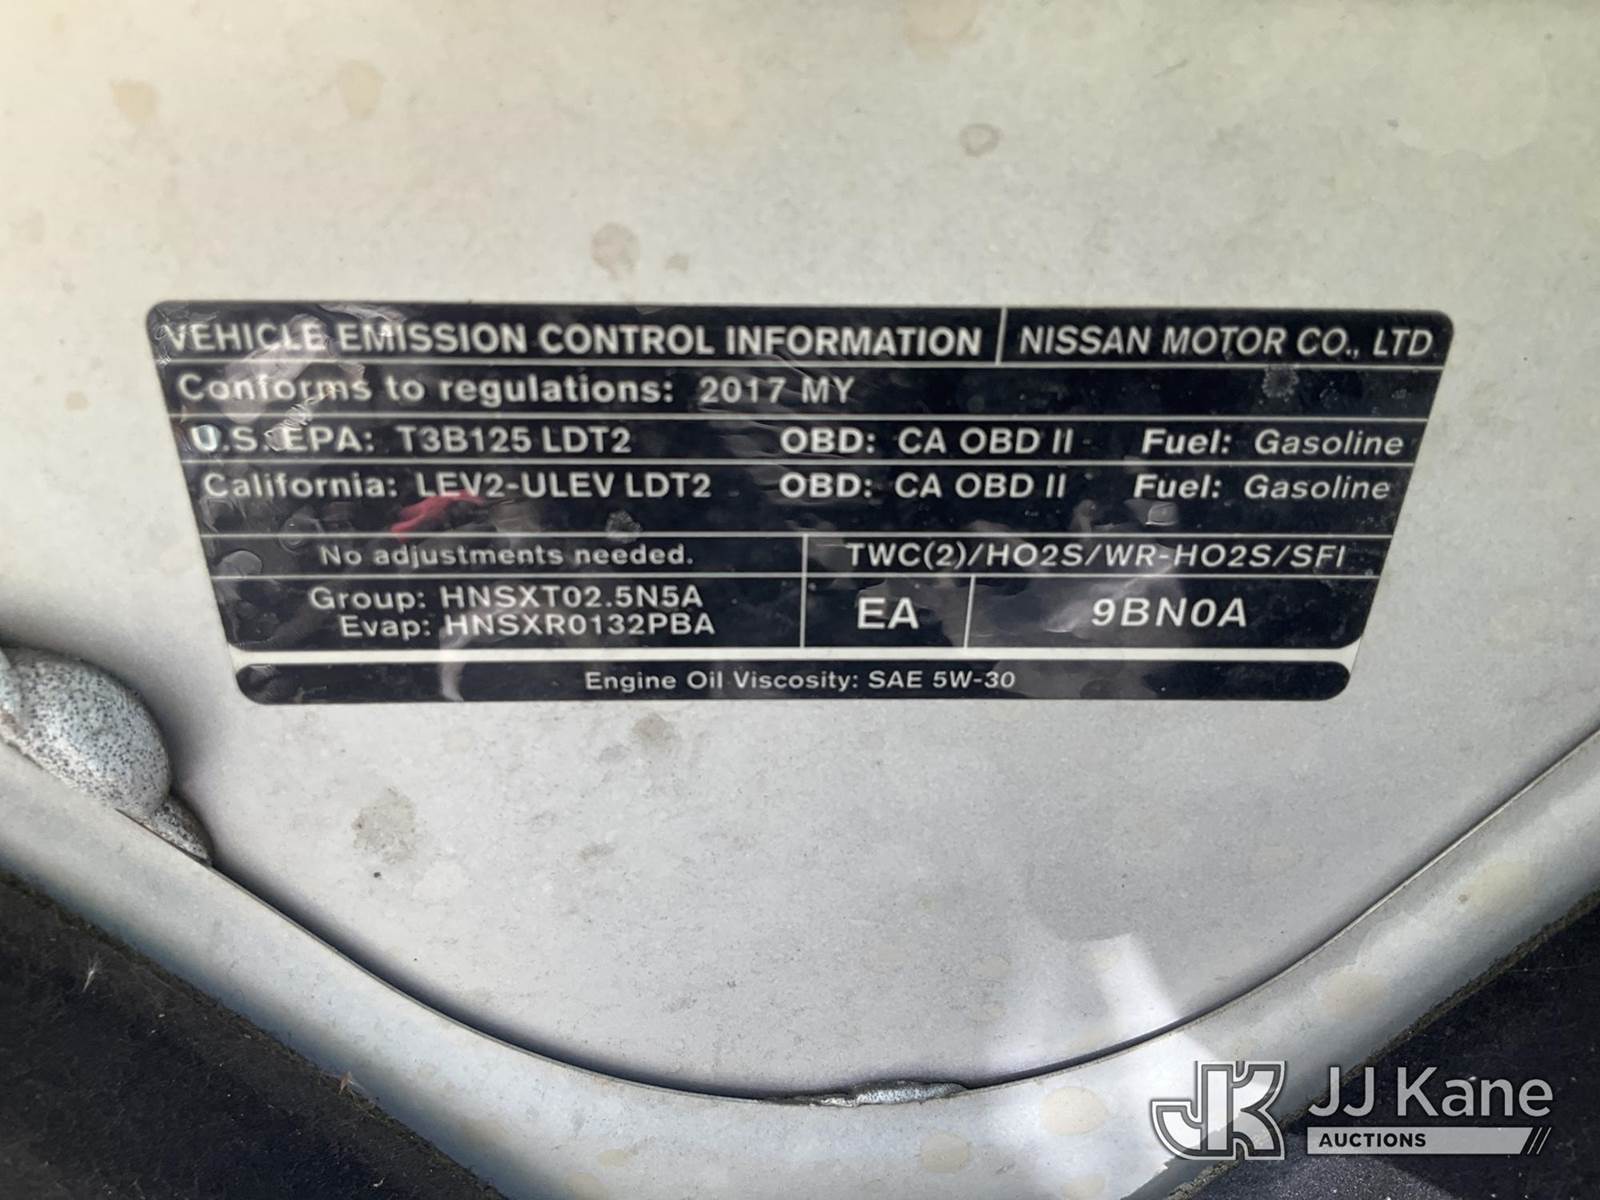 VEHICLE EMISSION CONTROL INFORMATION NISSAN MOTOR CO., LTD
Conforms to regulations: 2017 MY
U.S. EPA: T3B125 LDT2 OBD: CA OBD II Fuel: Gasoline
California: LEV2-ULEV LDT2 OBD: CA OBD II Fuel: Gasoline
No adjustments needed. TWC(2)/HO2S/WR-HO2S/SFI
Group: HNSXT02.5N5A
Evap: HNSXR0132PBA
EA 9BN0A
Engine Oil Viscosity: SAE 5W-30
JK JJ Kane
AUCTIONS